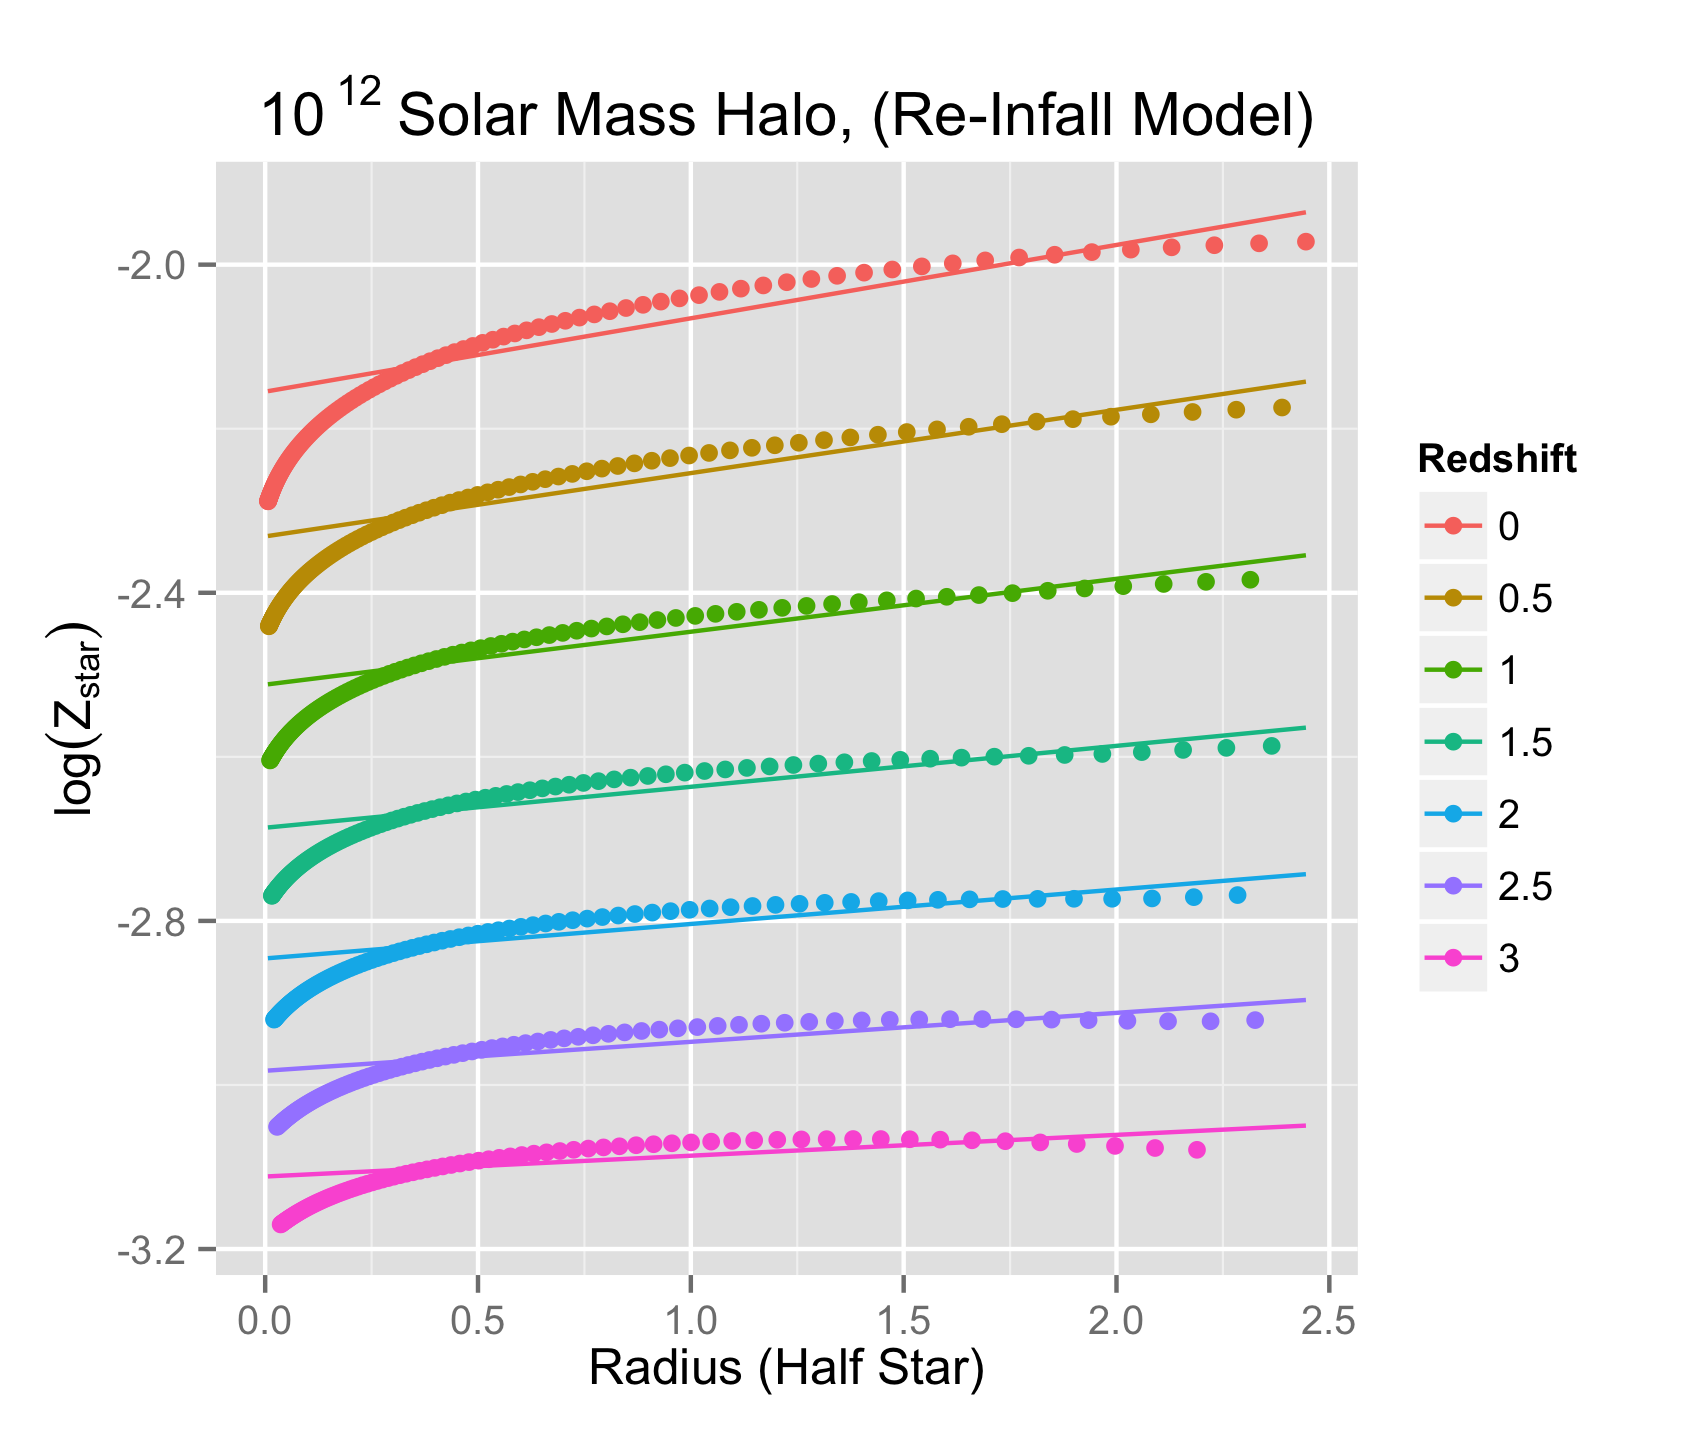 10 12 Solar Mass Halo, (Re-Infall Model)
-2.0
-2.4
-2.8
-3.2
log(Zstar)
0.0 0.5 1.0 1.5 2.0 2.5
Radius (Half Star)
Redshift
0
0.5
1
1.5
2
2.5
3